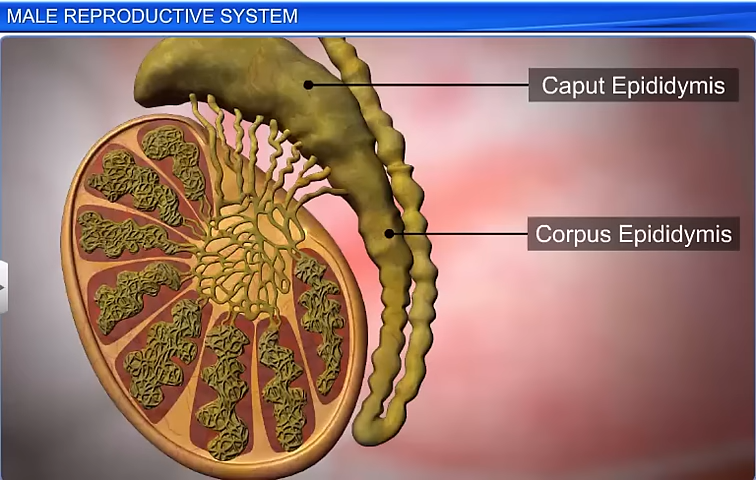 MALE REPRODUCTIVE SYSTEM
Caput Epididymis
Corpus Epididymis